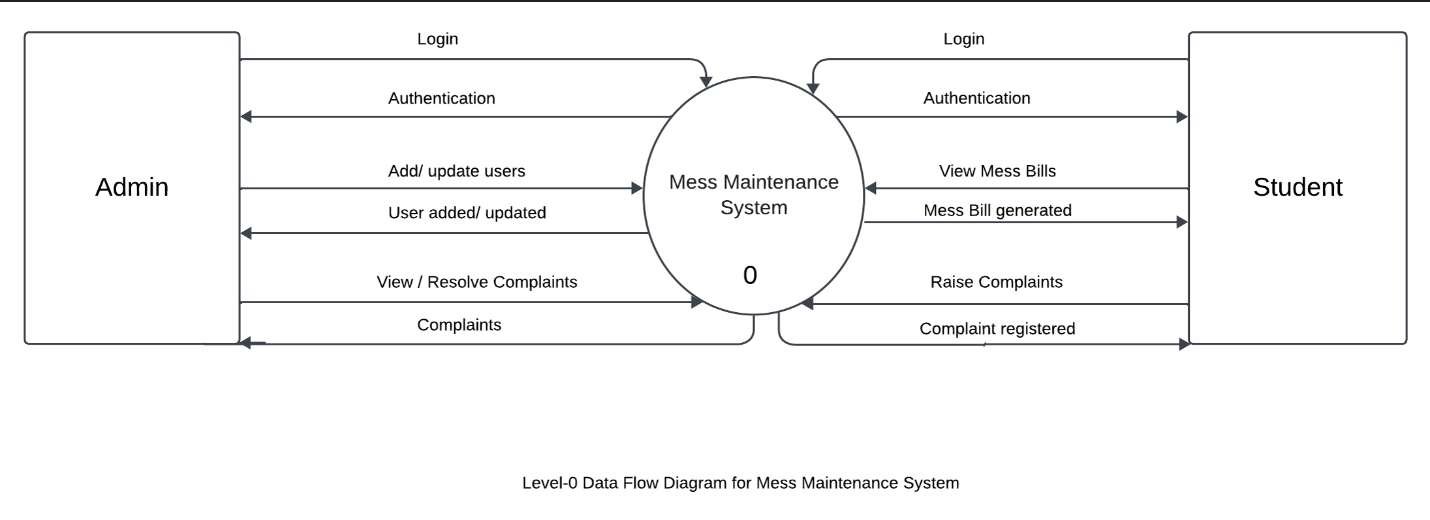 Login
Login
Authentication
Authentication
Admin
Add/ update users
Mess Maintenance
System
View Mess Bills
Student
User added/ updated
Mess Bill generated
0
View / Resolve Complaints
Raise Complaints
Complaints
Complaint registered
Level-0 Data Flow Diagram for Mess Maintenance System